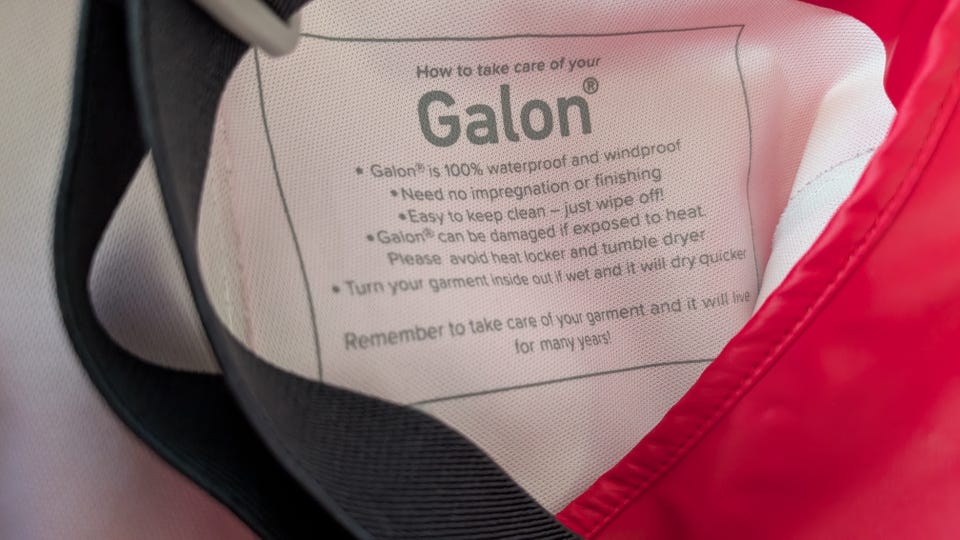 How to take care of your
Galon®
• Galon® is 100% waterproof and windproof
• Need no impregnation or finishing
• Easy to keep clean – just wipe off!
• Galon® can be damaged if exposed to heat.
Please avoid heat locker and tumble dryer
• Turn your garment inside out if wet and it will dry quicker
Remember to take care of your garment and it will live
for many years!